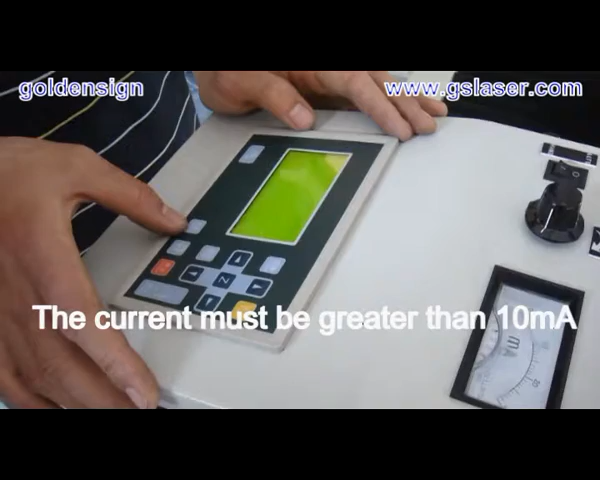 goldensign
www.gslaser.com
The current must be greater than 10mA
Z
mA